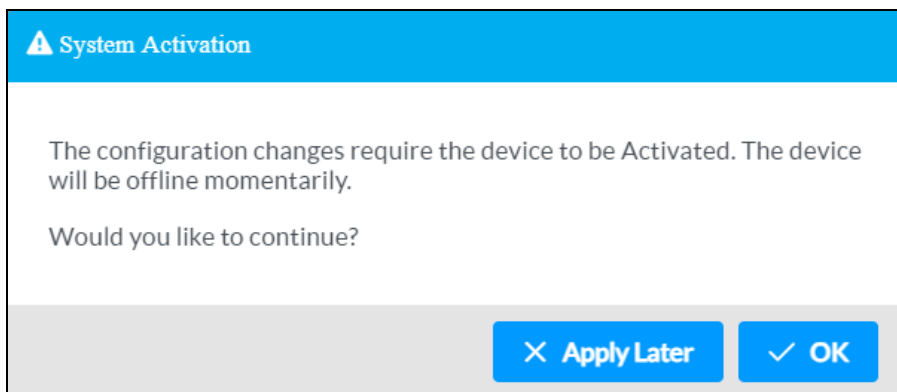 System Activation
The configuration changes require the device to be Activated. The device
will be offline momentarily.
Would you like to continue?
Apply Later
OK